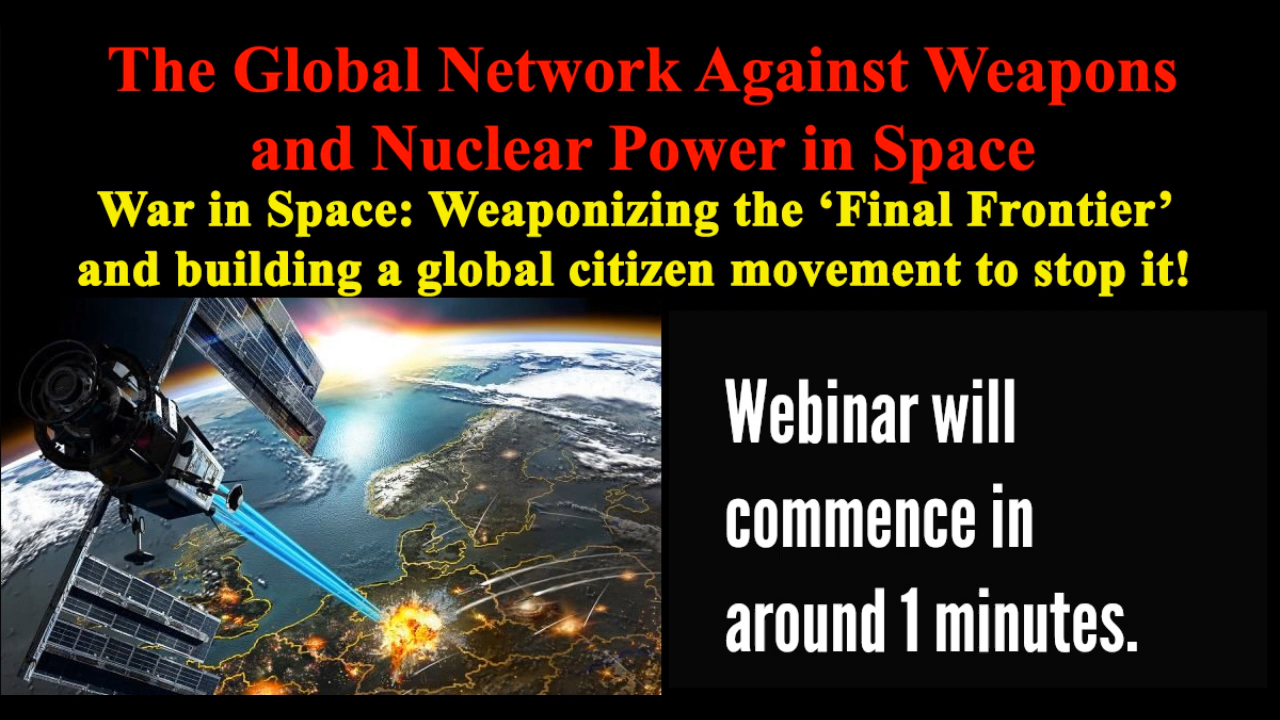 The Global Network Against Weapons
and Nuclear Power in Space
War in Space: Weaponizing the ‘Final Frontier’
and building a global citizen movement to stop it!
Webinar will
commence in
around 1 minutes.